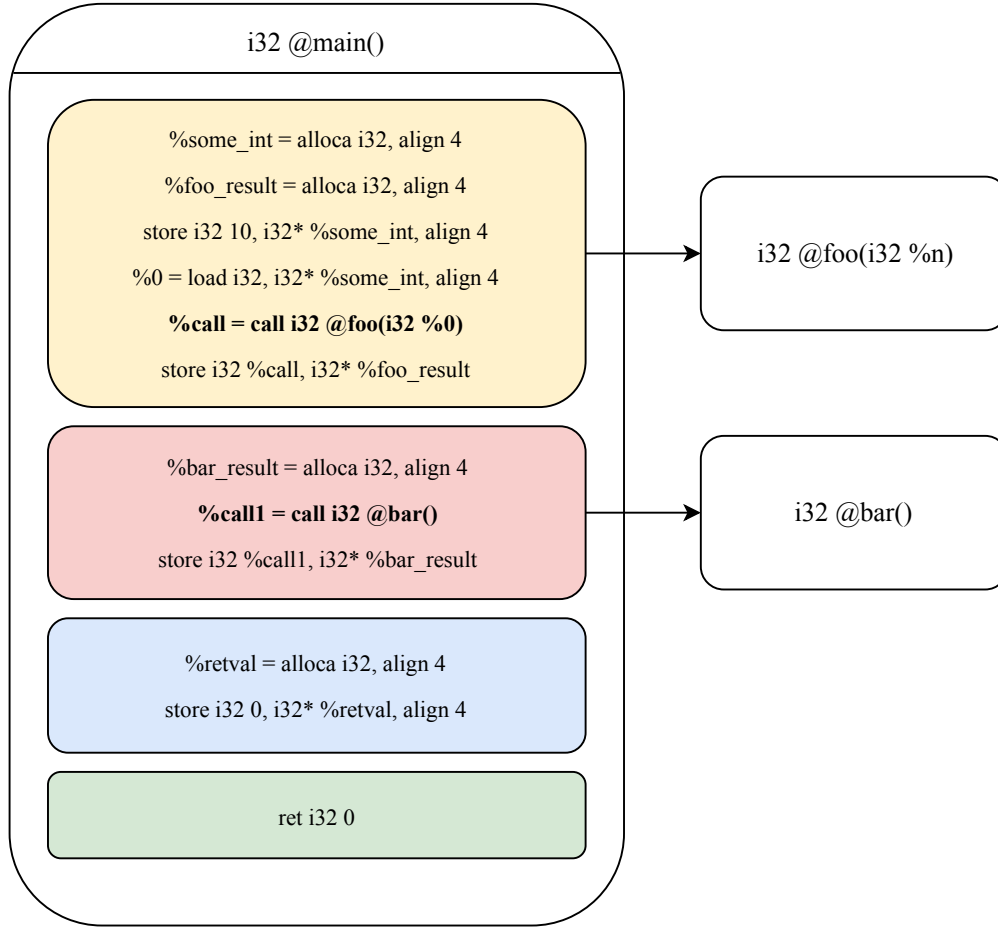 i32 @main()
%some_int = alloca i32, align 4
%foo_result = alloca i32, align 4
store i32 10, i32* %some_int, align 4
%0 = load i32, i32* %some_int, align 4
%call = call i32 @foo(i32 %0)
store i32 %call, i32* %foo_result
i32 @foo(i32 %n)
%bar_result = alloca i32, align 4
%call1 = call i32 @bar()
store i32 %call1, i32* %bar_result
i32 @bar()
%retval = alloca i32, align 4
store i32 0, i32* %retval, align 4
ret i32 0